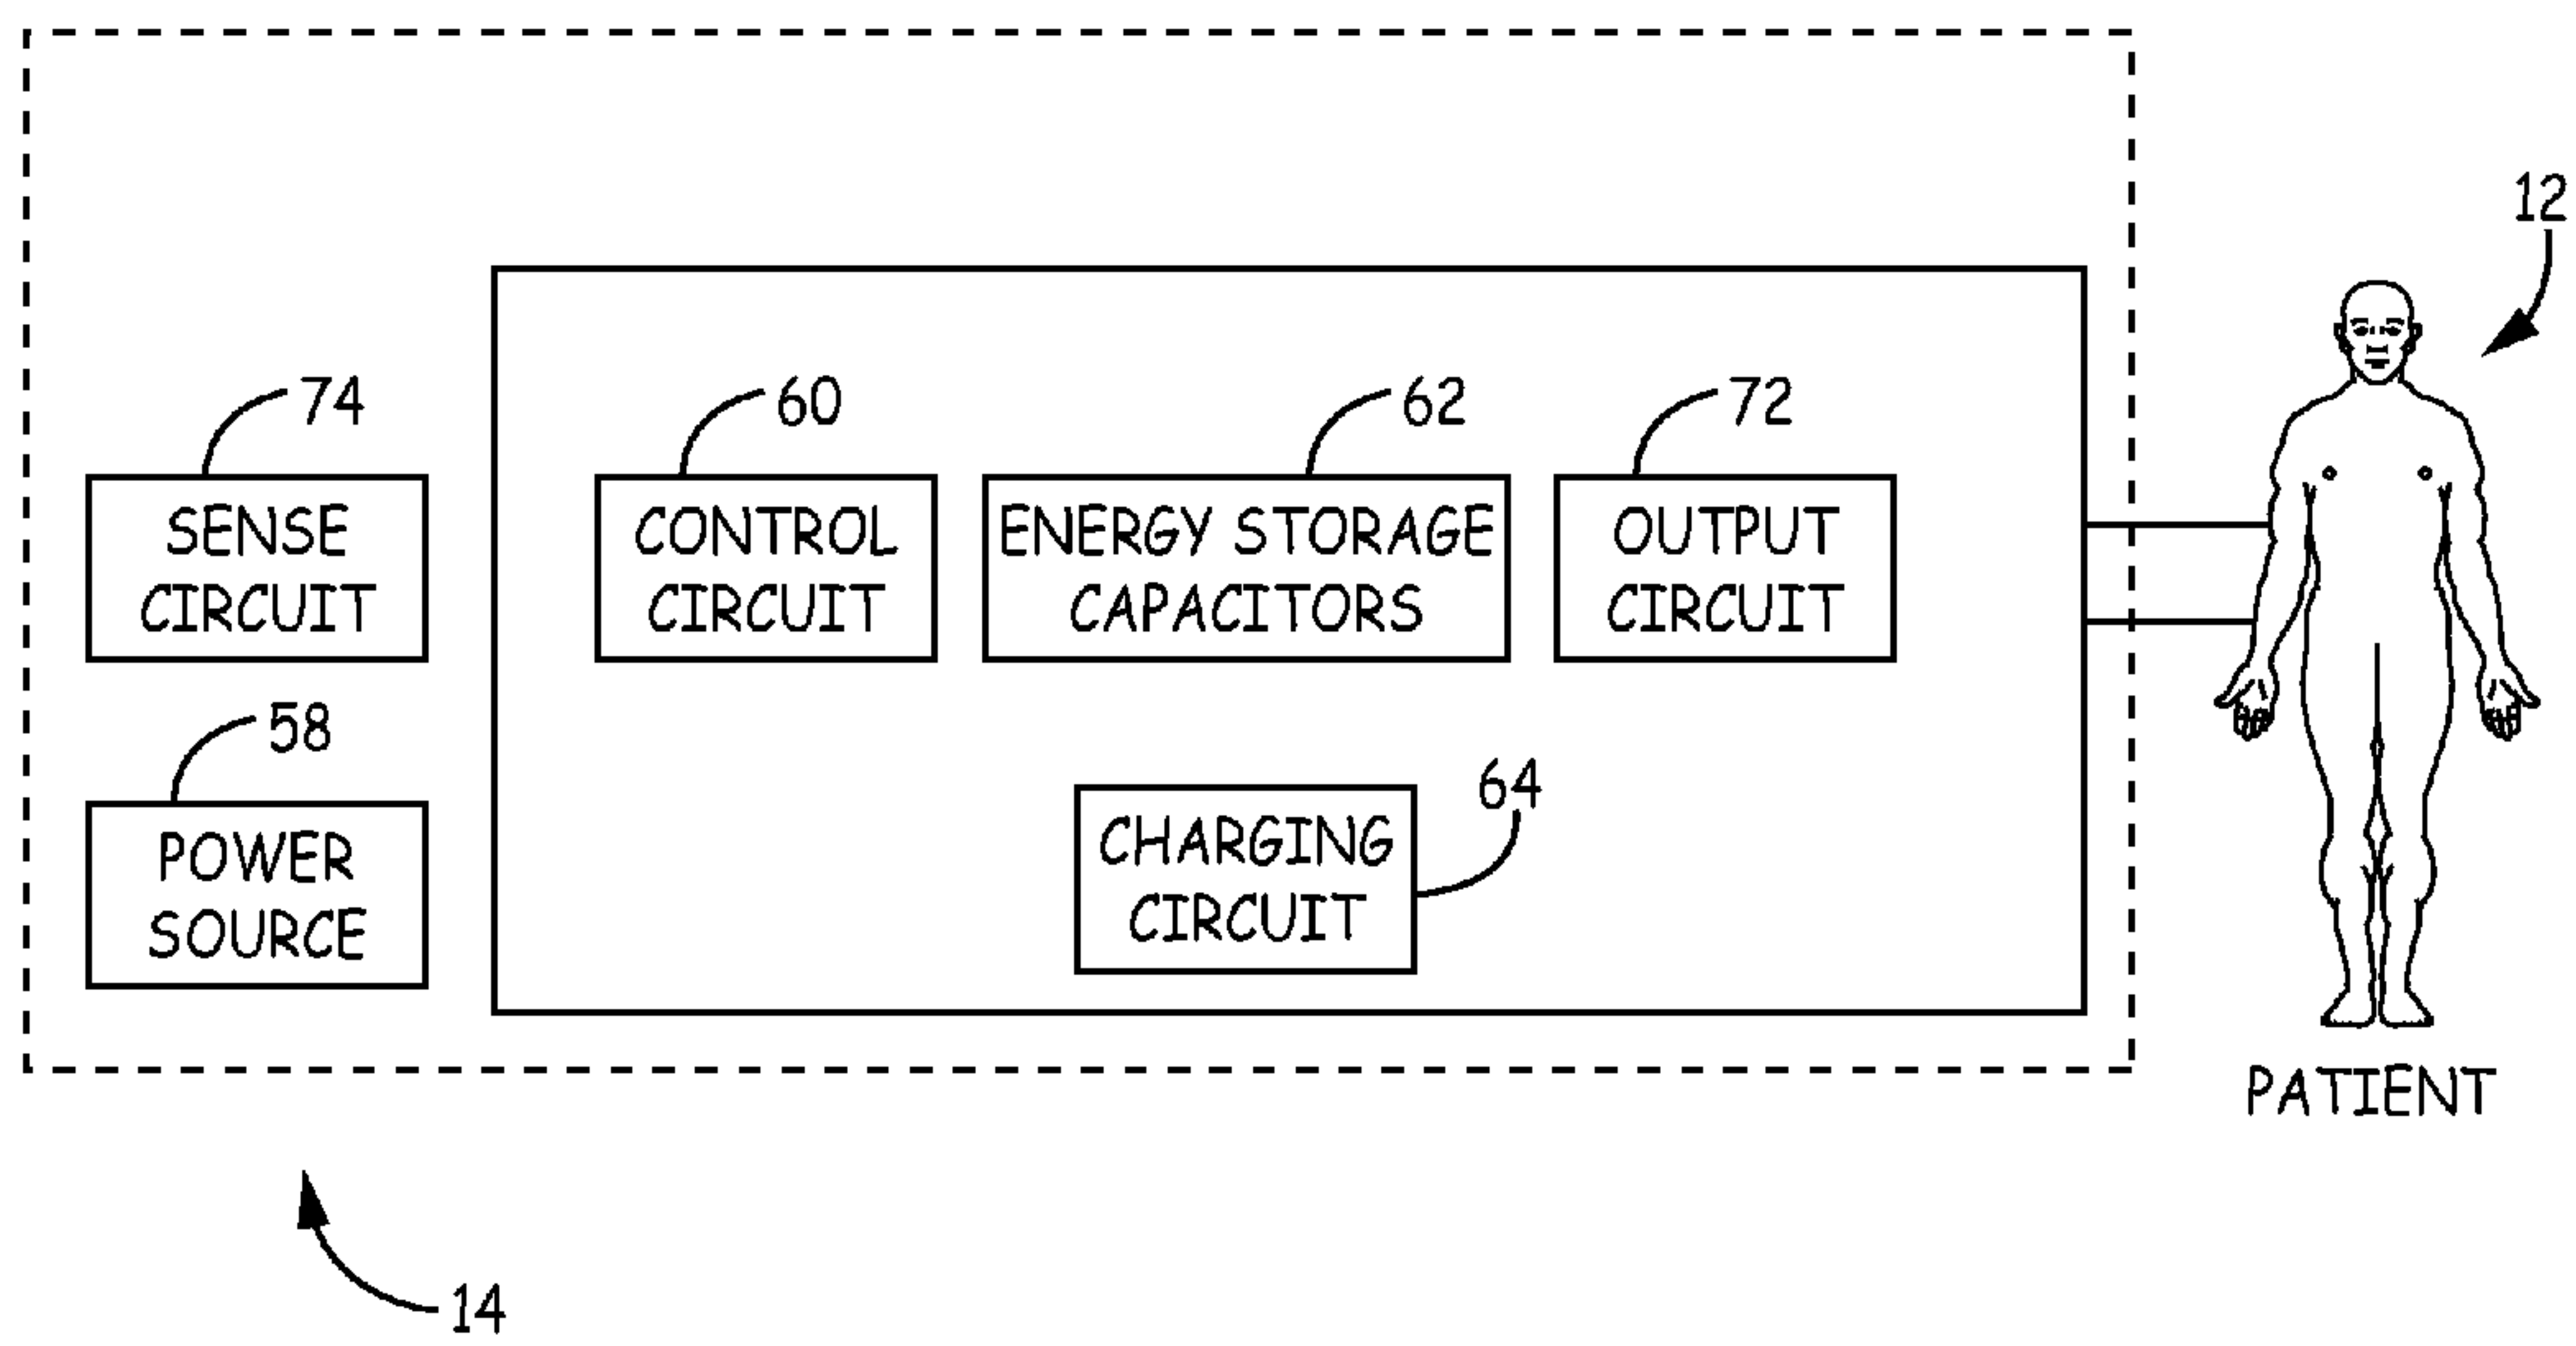 12
74
60
62
72
SENSE
CIRCUIT
CONTROL
CIRCUIT
ENERGY STORAGE
CAPACITORS
OUTPUT
CIRCUIT
58
64
POWER
SOURCE
CHARGING
CIRCUIT
PATIENT
14